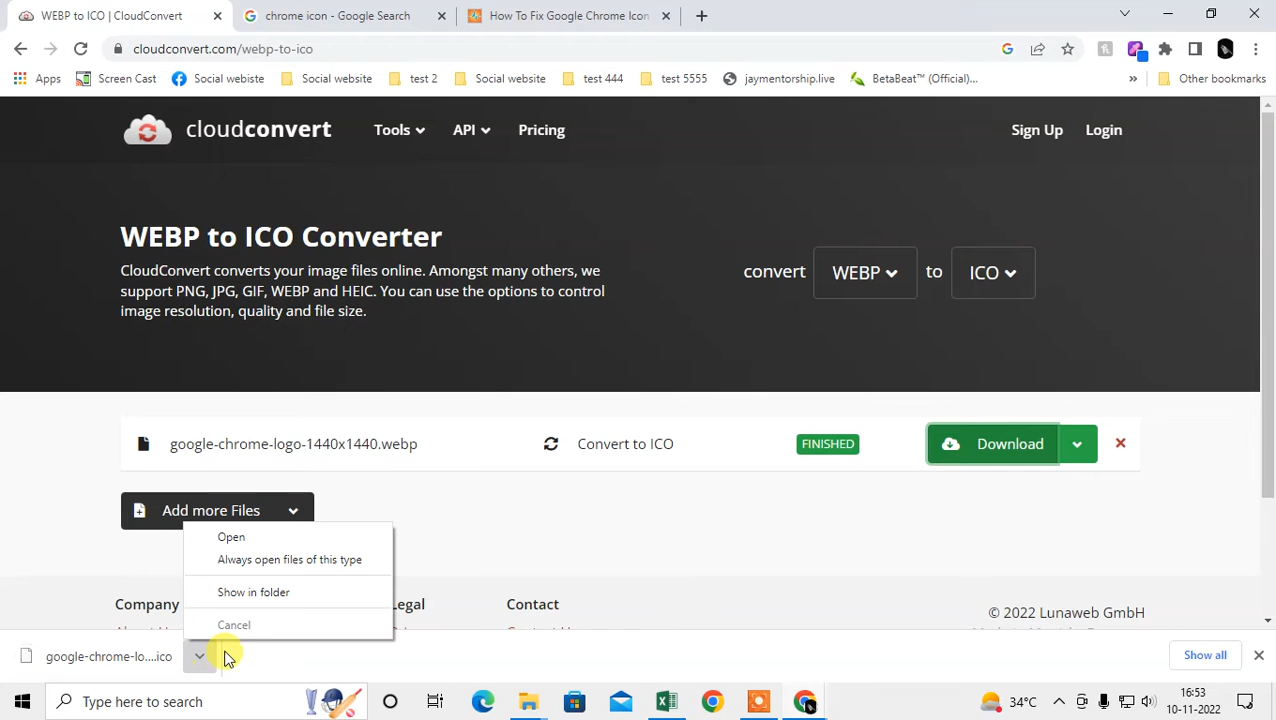 WEBP to ICO | CloudConvert
chrome icon - Google Search
How To Fix Google Chrome Icon
cloudconvert.com/webp-to-ico
Apps
Screen Cast
Social webiste
Social website
test 2
Social website
test 444
test 5555
jaymentorship.live
BetaBeat™ (Official)...
Other bookmarks
cloudconvert
Tools
API
Pricing
Sign Up
Login
WEBP to ICO Converter
CloudConvert converts your image files online. Amongst many others, we
support PNG, JPG, GIF, WEBP and HEIC. You can use the options to control
image resolution, quality and file size.
convert
WEBP
to
ICO
google-chrome-logo-1440x1440.webp
Convert to ICO
FINISHED
Download
Add more Files
Open
Always open files of this type
Show in folder
Cancel
Company
Legal
Contact
© 2022 Lunaweb GmbH
google-chrome-lo....ico
Show all
Type here to search
34°C
16:53
10-11-2022